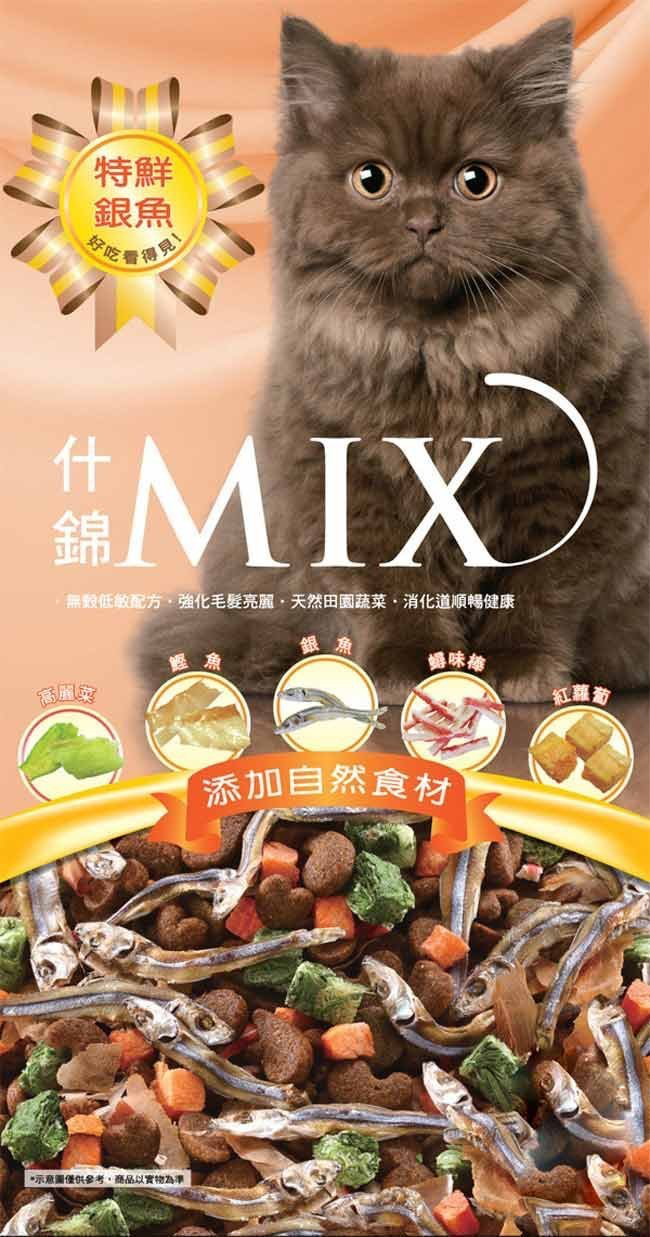 特鮮
銀魚
好吃看得見!
什錦 MIX
無穀低敏配方・強化毛髮亮麗・天然田園蔬菜・消化道順暢健康
高麗菜
鰹魚
銀魚
蟳味棒
紅蘿蔔
添加自然食材
*示意圖僅供參考,商品以實物為準